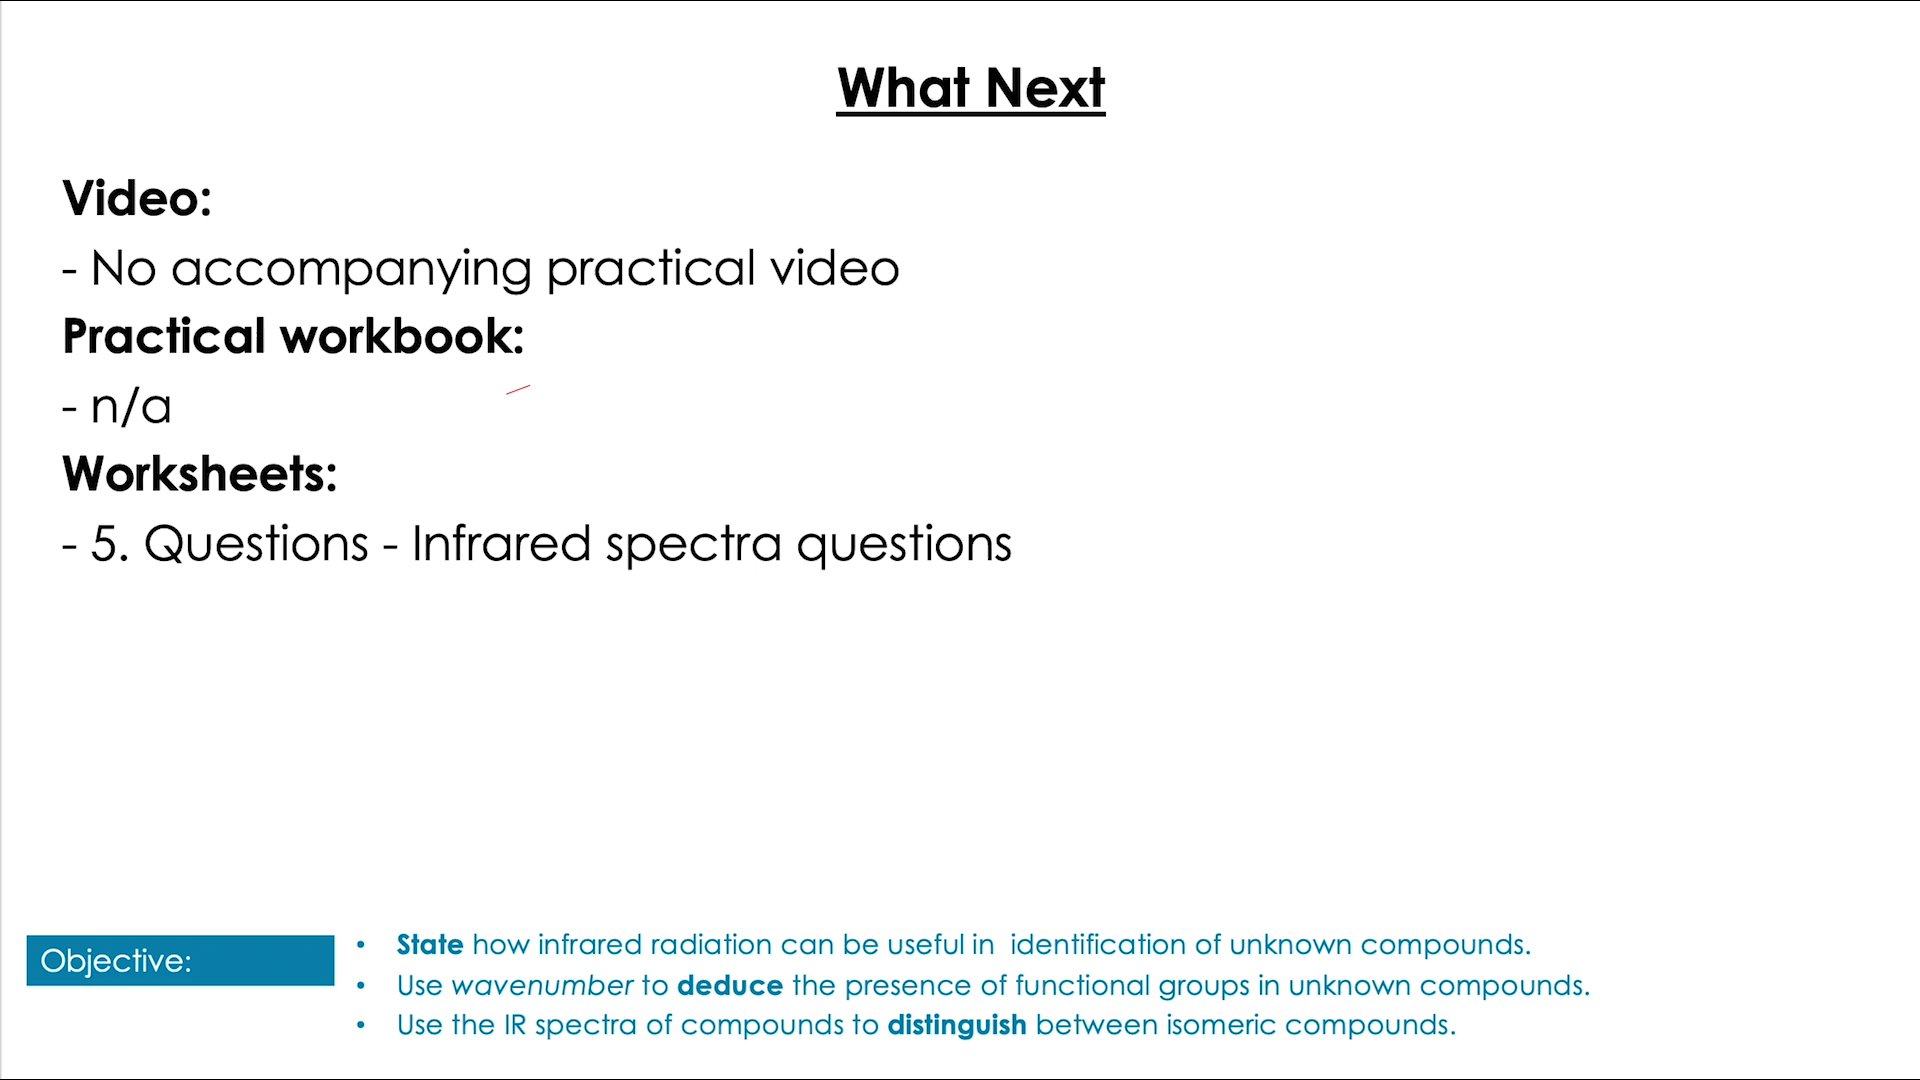 What Next
Video:
- No accompanying practical video
Practical workbook:
- n/a
Worksheets:
- 5. Questions - Infrared spectra questions
Objective:
• State how infrared radiation can be useful in  identification of unknown compounds.
• Use wavenumber to deduce the presence of functional groups in unknown compounds.
• Use the IR spectra of compounds to distinguish between isomeric compounds.